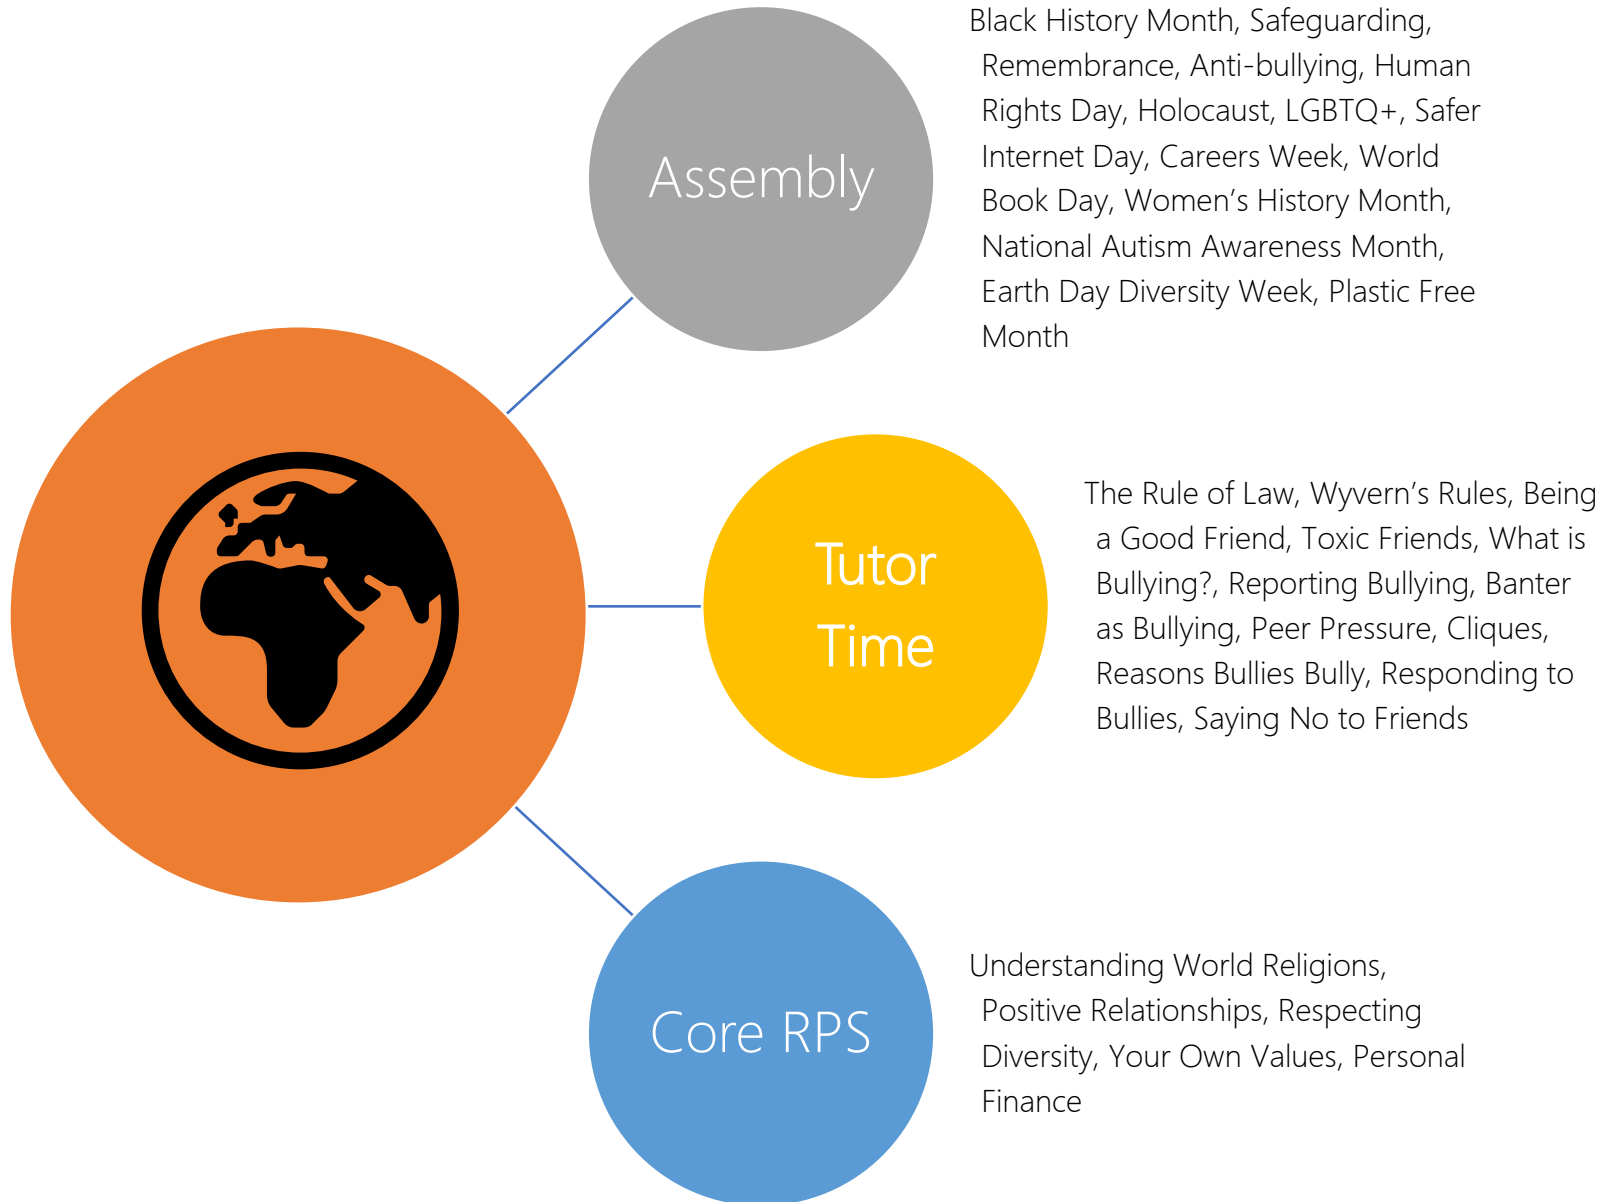 Assembly
Black History Month, Safeguarding,
Remembrance, Anti-bullying, Human
Rights Day, Holocaust, LGBTQ+, Safer
Internet Day, Careers Week, World
Book Day, Women’s History Month,
National Autism Awareness Month,
Earth Day Diversity Week, Plastic Free
Month
Tutor
Time
The Rule of Law, Wyvern’s Rules, Being
a Good Friend, Toxic Friends, What is
Bullying?, Reporting Bullying, Banter
as Bullying, Peer Pressure, Cliques,
Reasons Bullies Bully, Responding to
Bullies, Saying No to Friends
Core RPS
Understanding World Religions,
Positive Relationships, Respecting
Diversity, Your Own Values, Personal
Finance